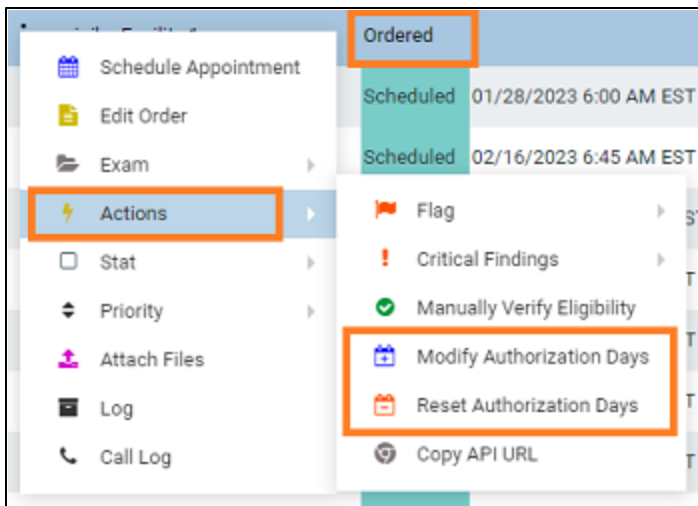 Ordered
Scheduled 01/28/2023 6:00 AM EST
Scheduled 02/16/2023 6:45 AM EST
Schedule Appointment
Edit Order
Exam
Actions
Stat
Priority
Attach Files
Log
Call Log
Flag
Critical Findings
Manually Verify Eligibility
Modify Authorization Days
Reset Authorization Days
Copy API URL